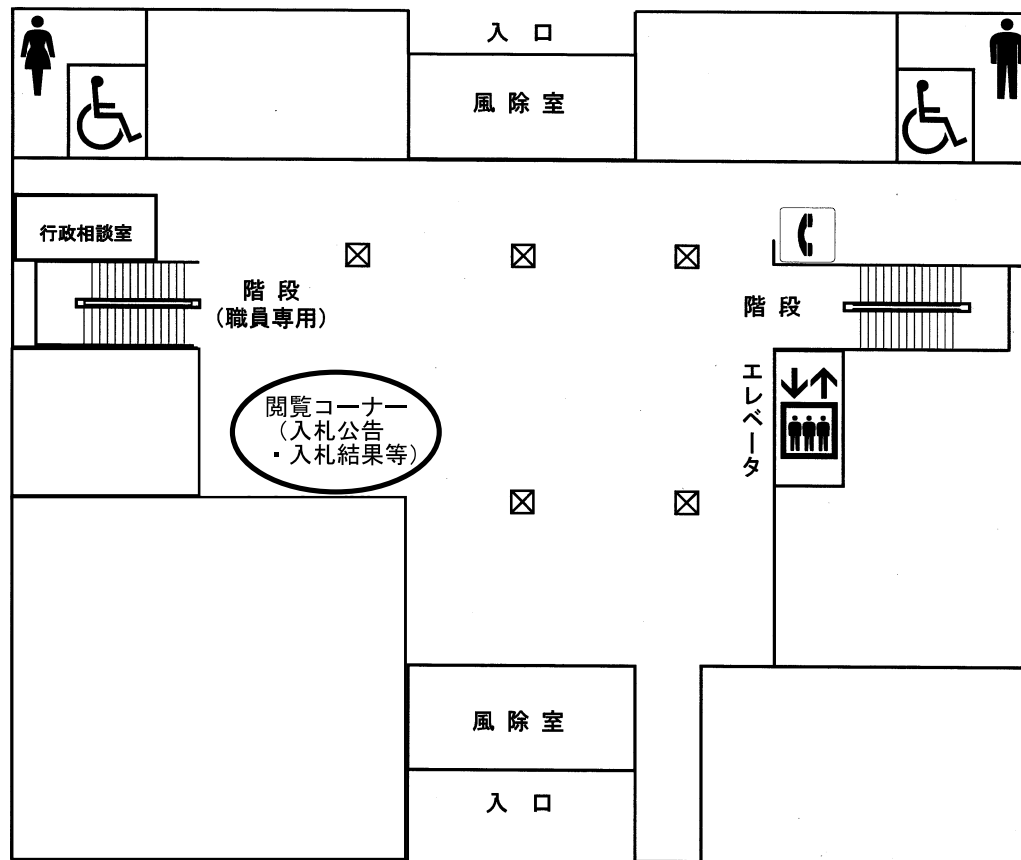 入 口
風 除 室
行政相談室
階 段
（職員専用）
階 段
エレベータ
閲覧コーナー
（入札公告
・入札結果等）
風 除 室
入 口